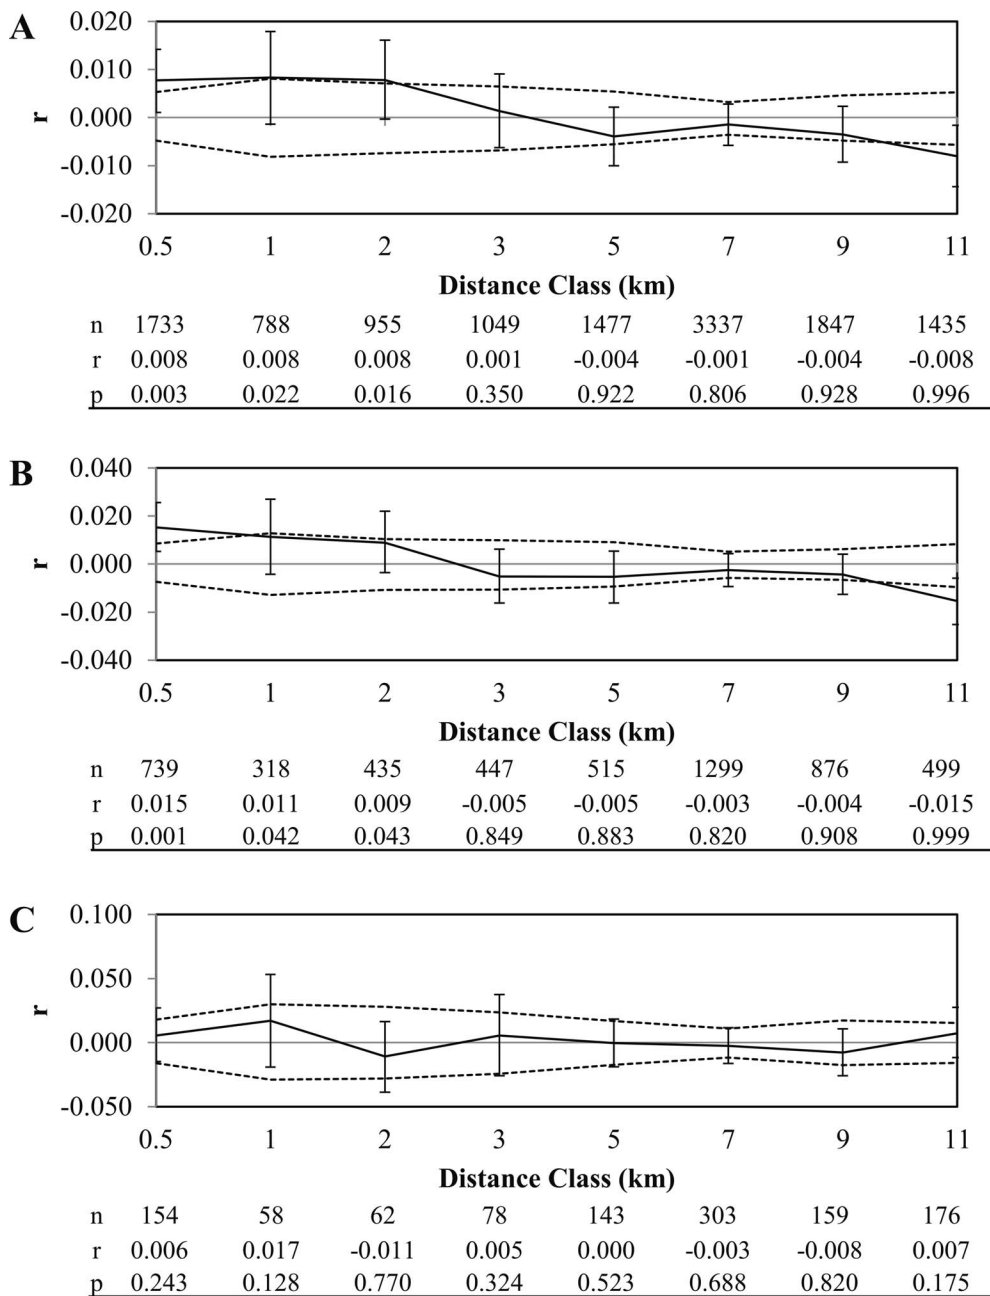 A
0.020
0.010
0.000
-0.010
-0.020
r
0.5 1 2 3 5 7 9 11
Distance Class (km)
n 1733 788 955 1049 1477 3337 1847 1435
r 0.008 0.008 0.008 0.001 -0.004 -0.001 -0.004 -0.008
p 0.003 0.022 0.016 0.350 0.922 0.806 0.928 0.996
B
0.040
0.020
0.000
-0.020
-0.040
r
0.5 1 2 3 5 7 9 11
Distance Class (km)
n 739 318 435 447 515 1299 876 499
r 0.015 0.011 0.009 -0.005 -0.005 -0.003 -0.004 -0.015
p 0.001 0.042 0.043 0.849 0.883 0.820 0.908 0.999
C
0.100
0.050
0.000
-0.050
r
0.5 1 2 3 5 7 9 11
Distance Class (km)
n 154 58 62 78 143 303 159 176
r 0.006 0.017 -0.011 0.005 0.000 -0.003 -0.008 0.007
p 0.243 0.128 0.770 0.324 0.523 0.688 0.820 0.175